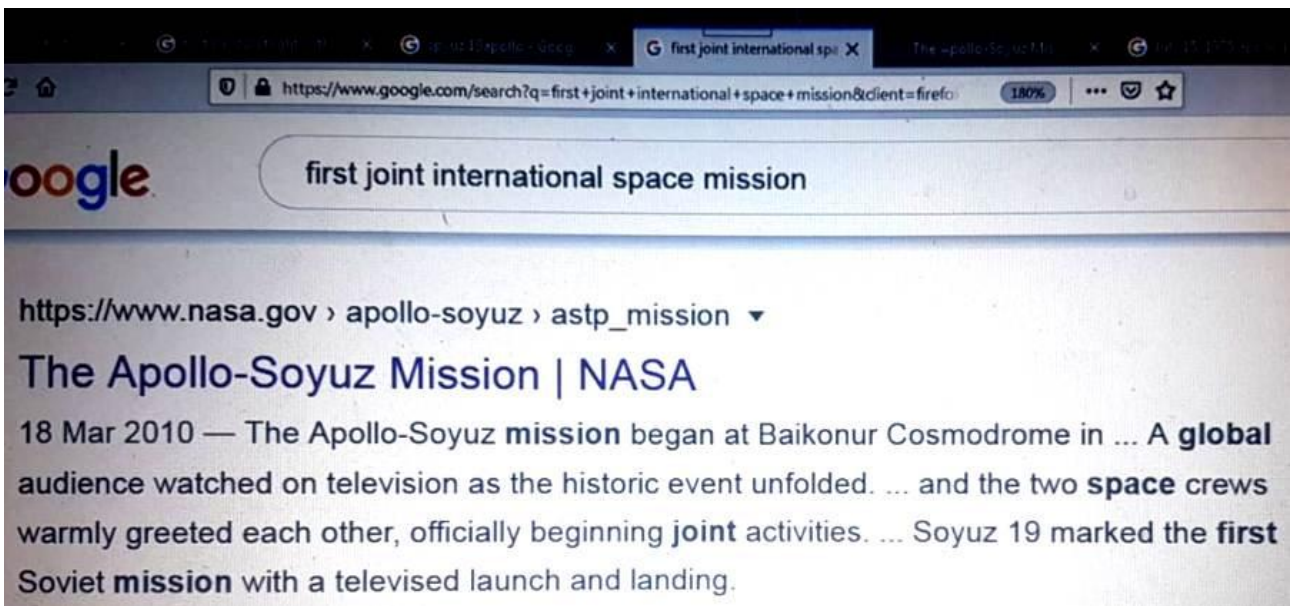 first joint international spa
https://www.google.com/search?q=first+joint+international+space+mission&client=firefo 180%
oogle first joint international space mission
https://www.nasa.gov › apollo-soyuz › astp_mission
The Apollo-Soyuz Mission | NASA
18 Mar 2010 — The Apollo-Soyuz mission began at Baikonur Cosmodrome in ... A global
audience watched on television as the historic event unfolded. ... and the two space crews
warmly greeted each other, officially beginning joint activities. ... Soyuz 19 marked the first
Soviet mission with a televised launch and landing.